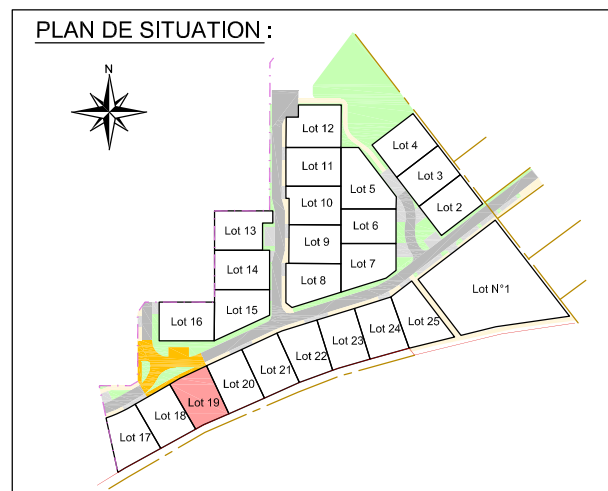 PLAN DE SITUATION :
N
Lot 12
Lot 11
Lot 10
Lot 9
Lot 8
Lot 5
Lot 6
Lot 7
Lot 4
Lot 3
Lot 2
Lot N°1
Lot 13
Lot 14
Lot 15
Lot 16
Lot 17
Lot 18
Lot 19
Lot 20
Lot 21
Lot 22
Lot 23
Lot 24
Lot 25